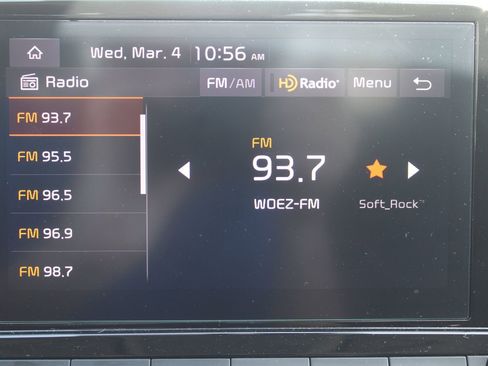 Wed, Mar. 4 10:56 AM
Radio FM/AM HD Radio Menu
FM 93.7
FM 95.5
FM 96.5
FM 96.9
FM 98.7
FM
93.7
WOEZ-FM
Soft_Rock™